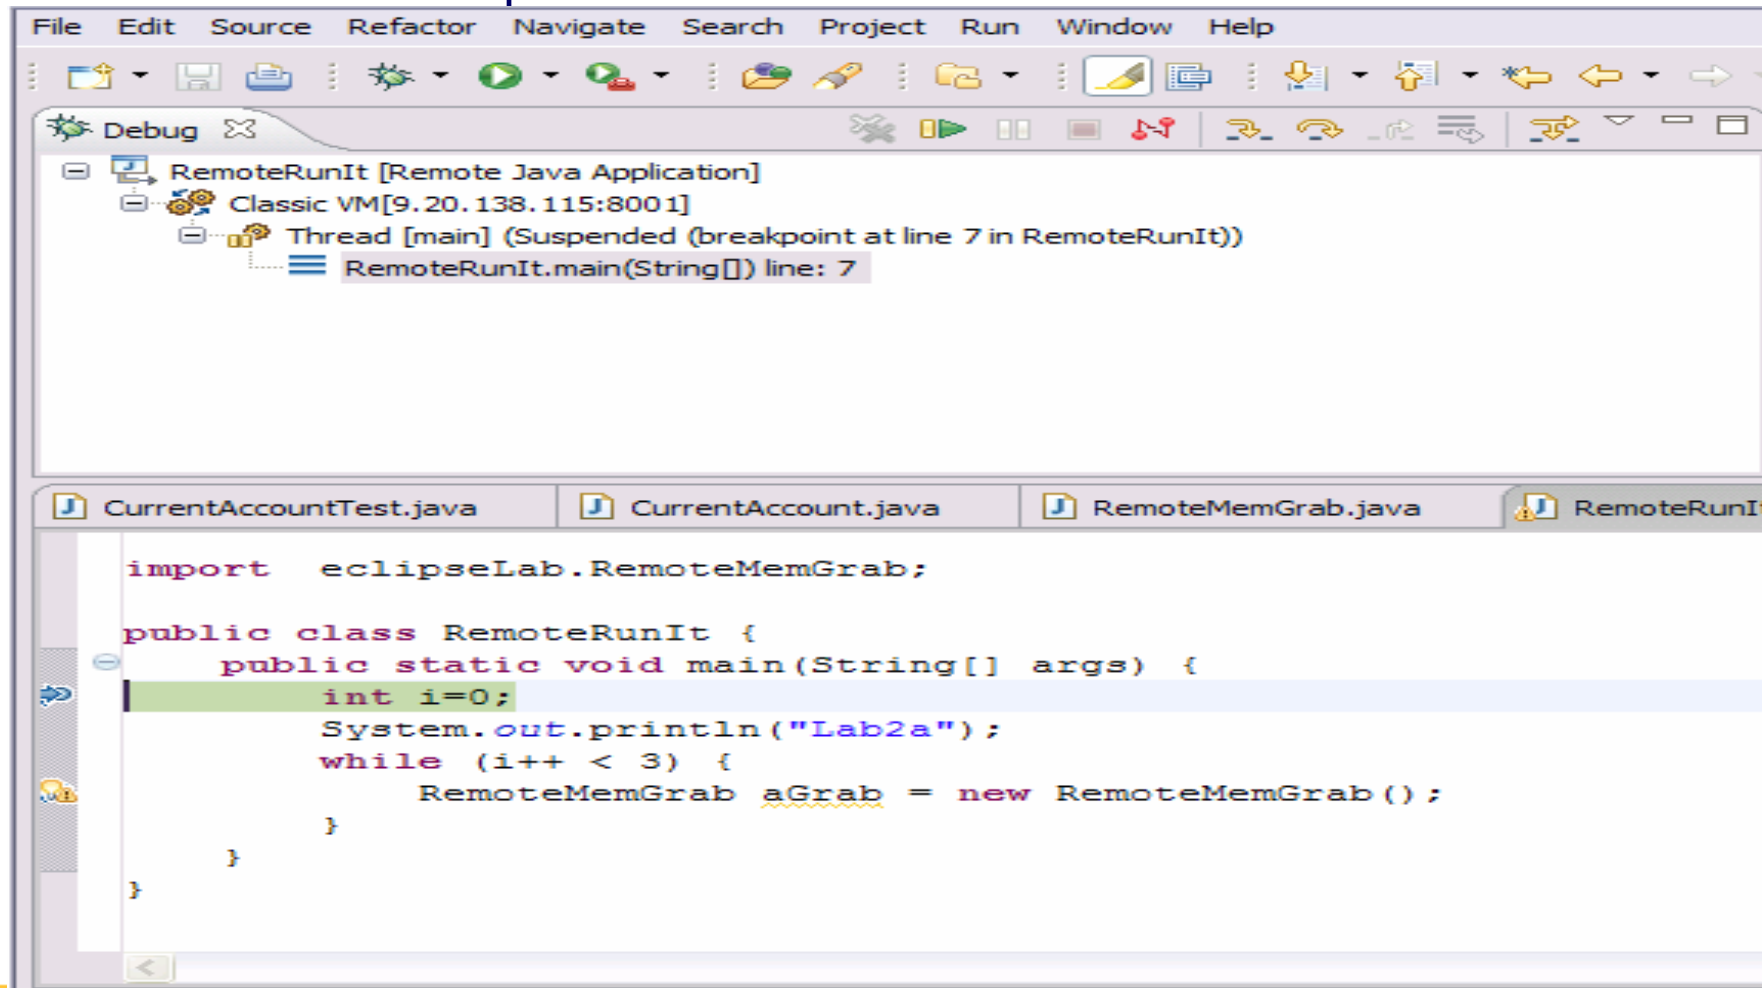 File Edit Source Refactor Navigate Search Project Run Window Help
Debug
RemoteRunIt [Remote Java Application]
Classic VM[9.20.138.115:8001]
Thread [main] (Suspended (breakpoint at line 7 in RemoteRunIt))
RemoteRunIt.main(String[]) line: 7
CurrentAccountTest.java CurrentAccount.java RemoteMemGrab.java RemoteRunI
import eclipseLab.RemoteMemGrab;
public class RemoteRunIt {
public static void main(String[] args) {
int i=0;
System.out.println("Lab2a");
while (i++ < 3) {
RemoteMemGrab aGrab = new RemoteMemGrab();
}
}
}